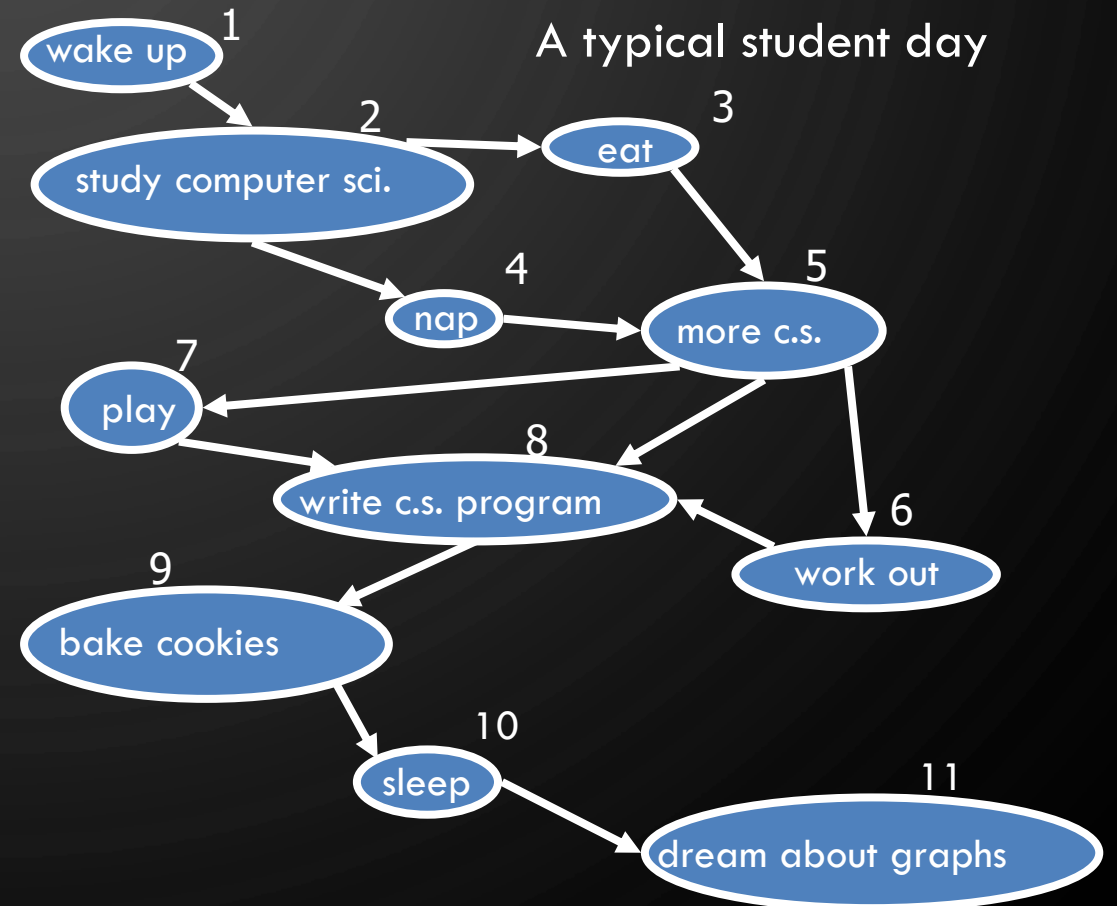 A typical student day
1
wake up
2
study computer sci.
3
eat
4
nap
5
more c.s.
6
work out
7
play
8
write c.s. program
9
bake cookies
10
sleep
11
dream about graphs